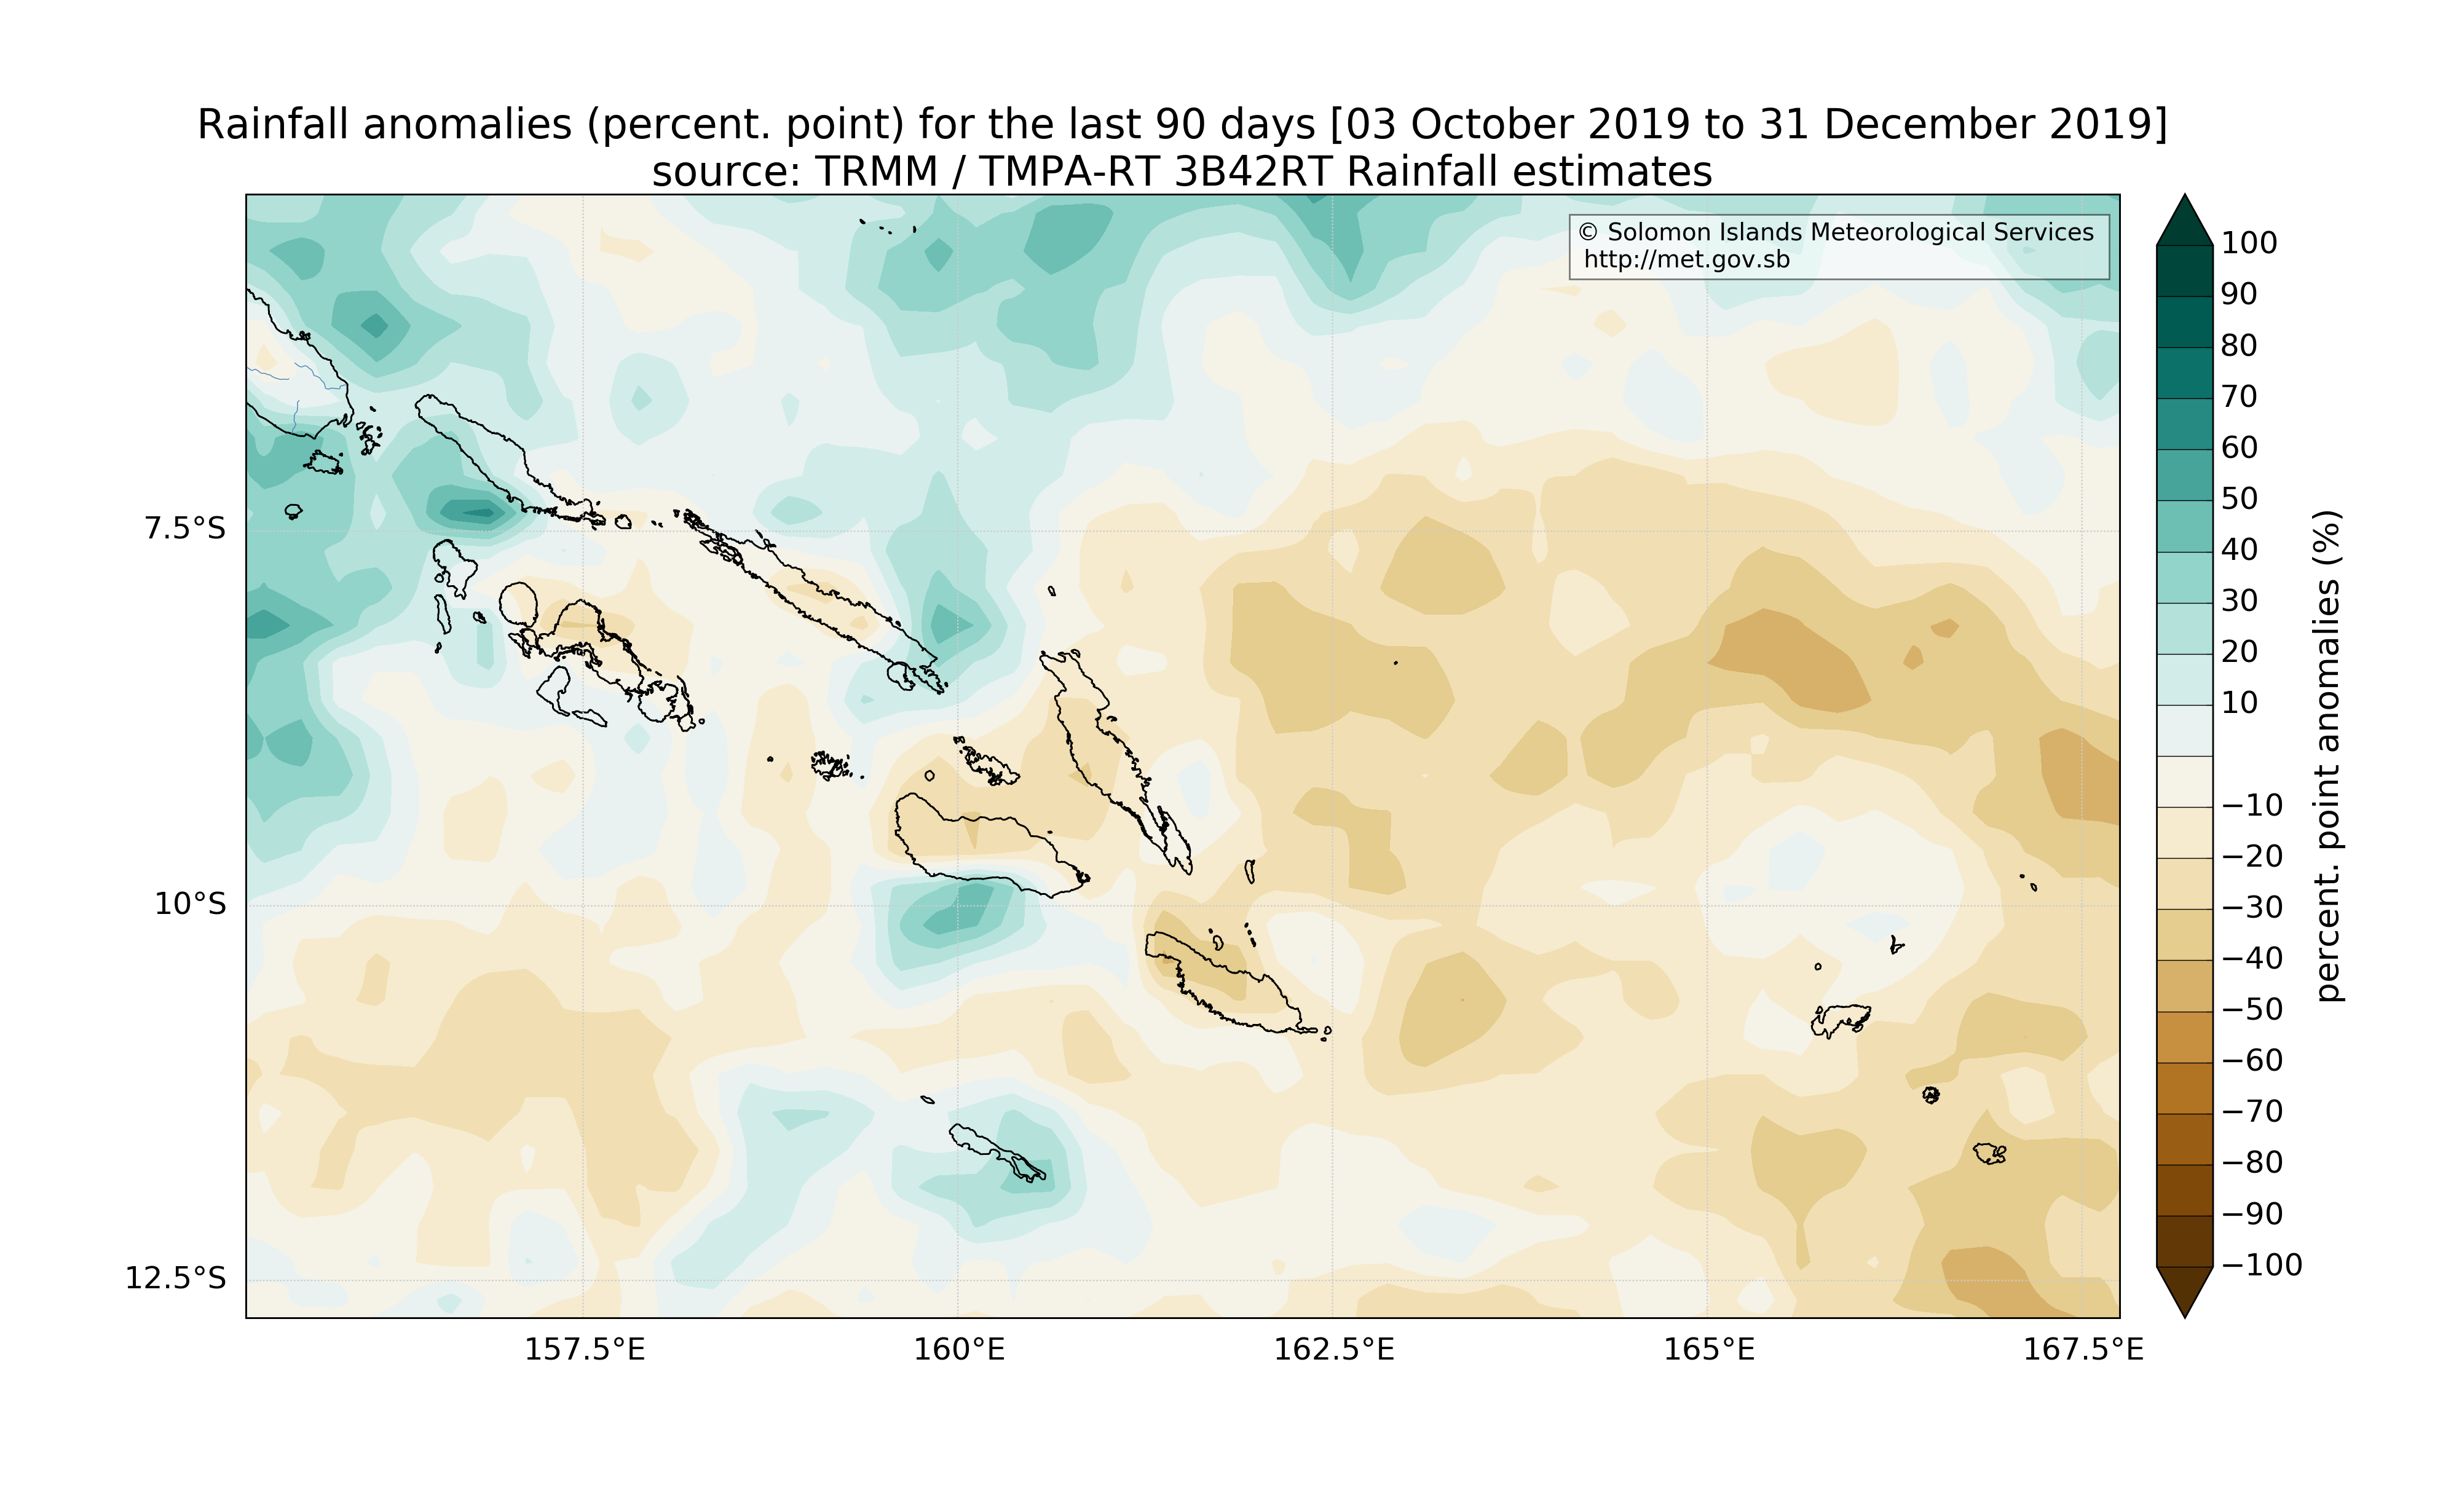 Rainfall anomalies (percent. point) for the last 90 days [03 October 2019 to 31 December 2019]
source: TRMM / TMPA-RT 3B42RT Rainfall estimates
© Solomon Islands Meteorological Services
http://met.gov.sb
7.5°S
10°S
12.5°S
157.5°E
160°E
162.5°E
165°E
167.5°E
100
90
80
70
60
50
40
30
20
10
−10
−20
−30
−40
−50
−60
−70
−80
−90
−100
percent. point anomalies (%)